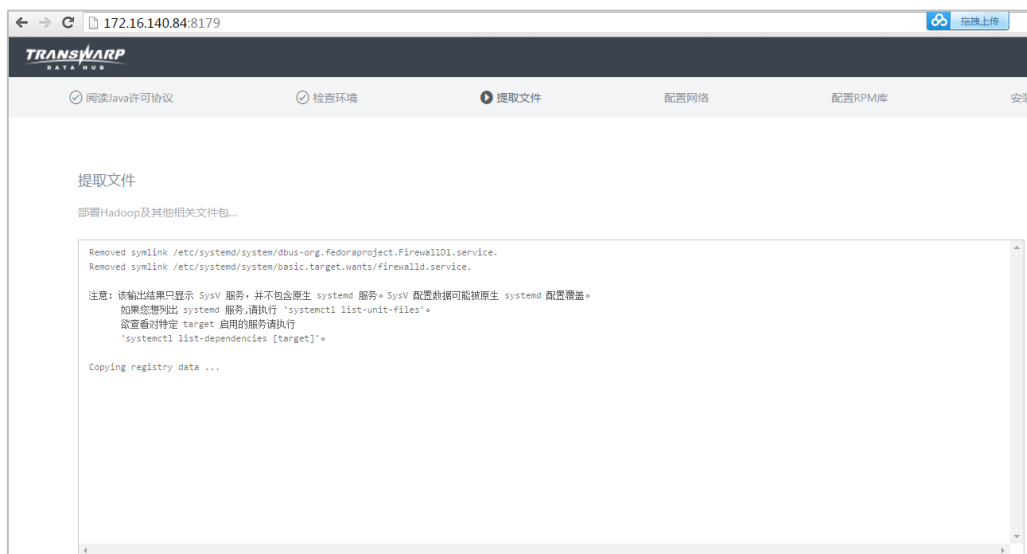 172.16.140.84:8179
拖拽上传
TRANSWARP
DATA HUB
阅读Java许可协议 检查环境 提取文件 配置网络 配置RPM库 安装
提取文件
部署Hadoop及其他相关文件包...
Removed symlink /etc/systemd/system/dbus-org.fedoraproject.FirewallD1.service.
Removed symlink /etc/systemd/system/basic.target.wants/firewalld.service.
注意：该输出结果只显示 SysV 服务，并不包含原生 systemd 服务。SysV 配置数据可能被原生 systemd 配置覆盖。
如果您想列出 systemd 服务,请执行 'systemctl list-unit-files'。
欲查看对特定 target 启用的服务请执行
'systemctl list-dependencies [target]'。
Copying registry data ...